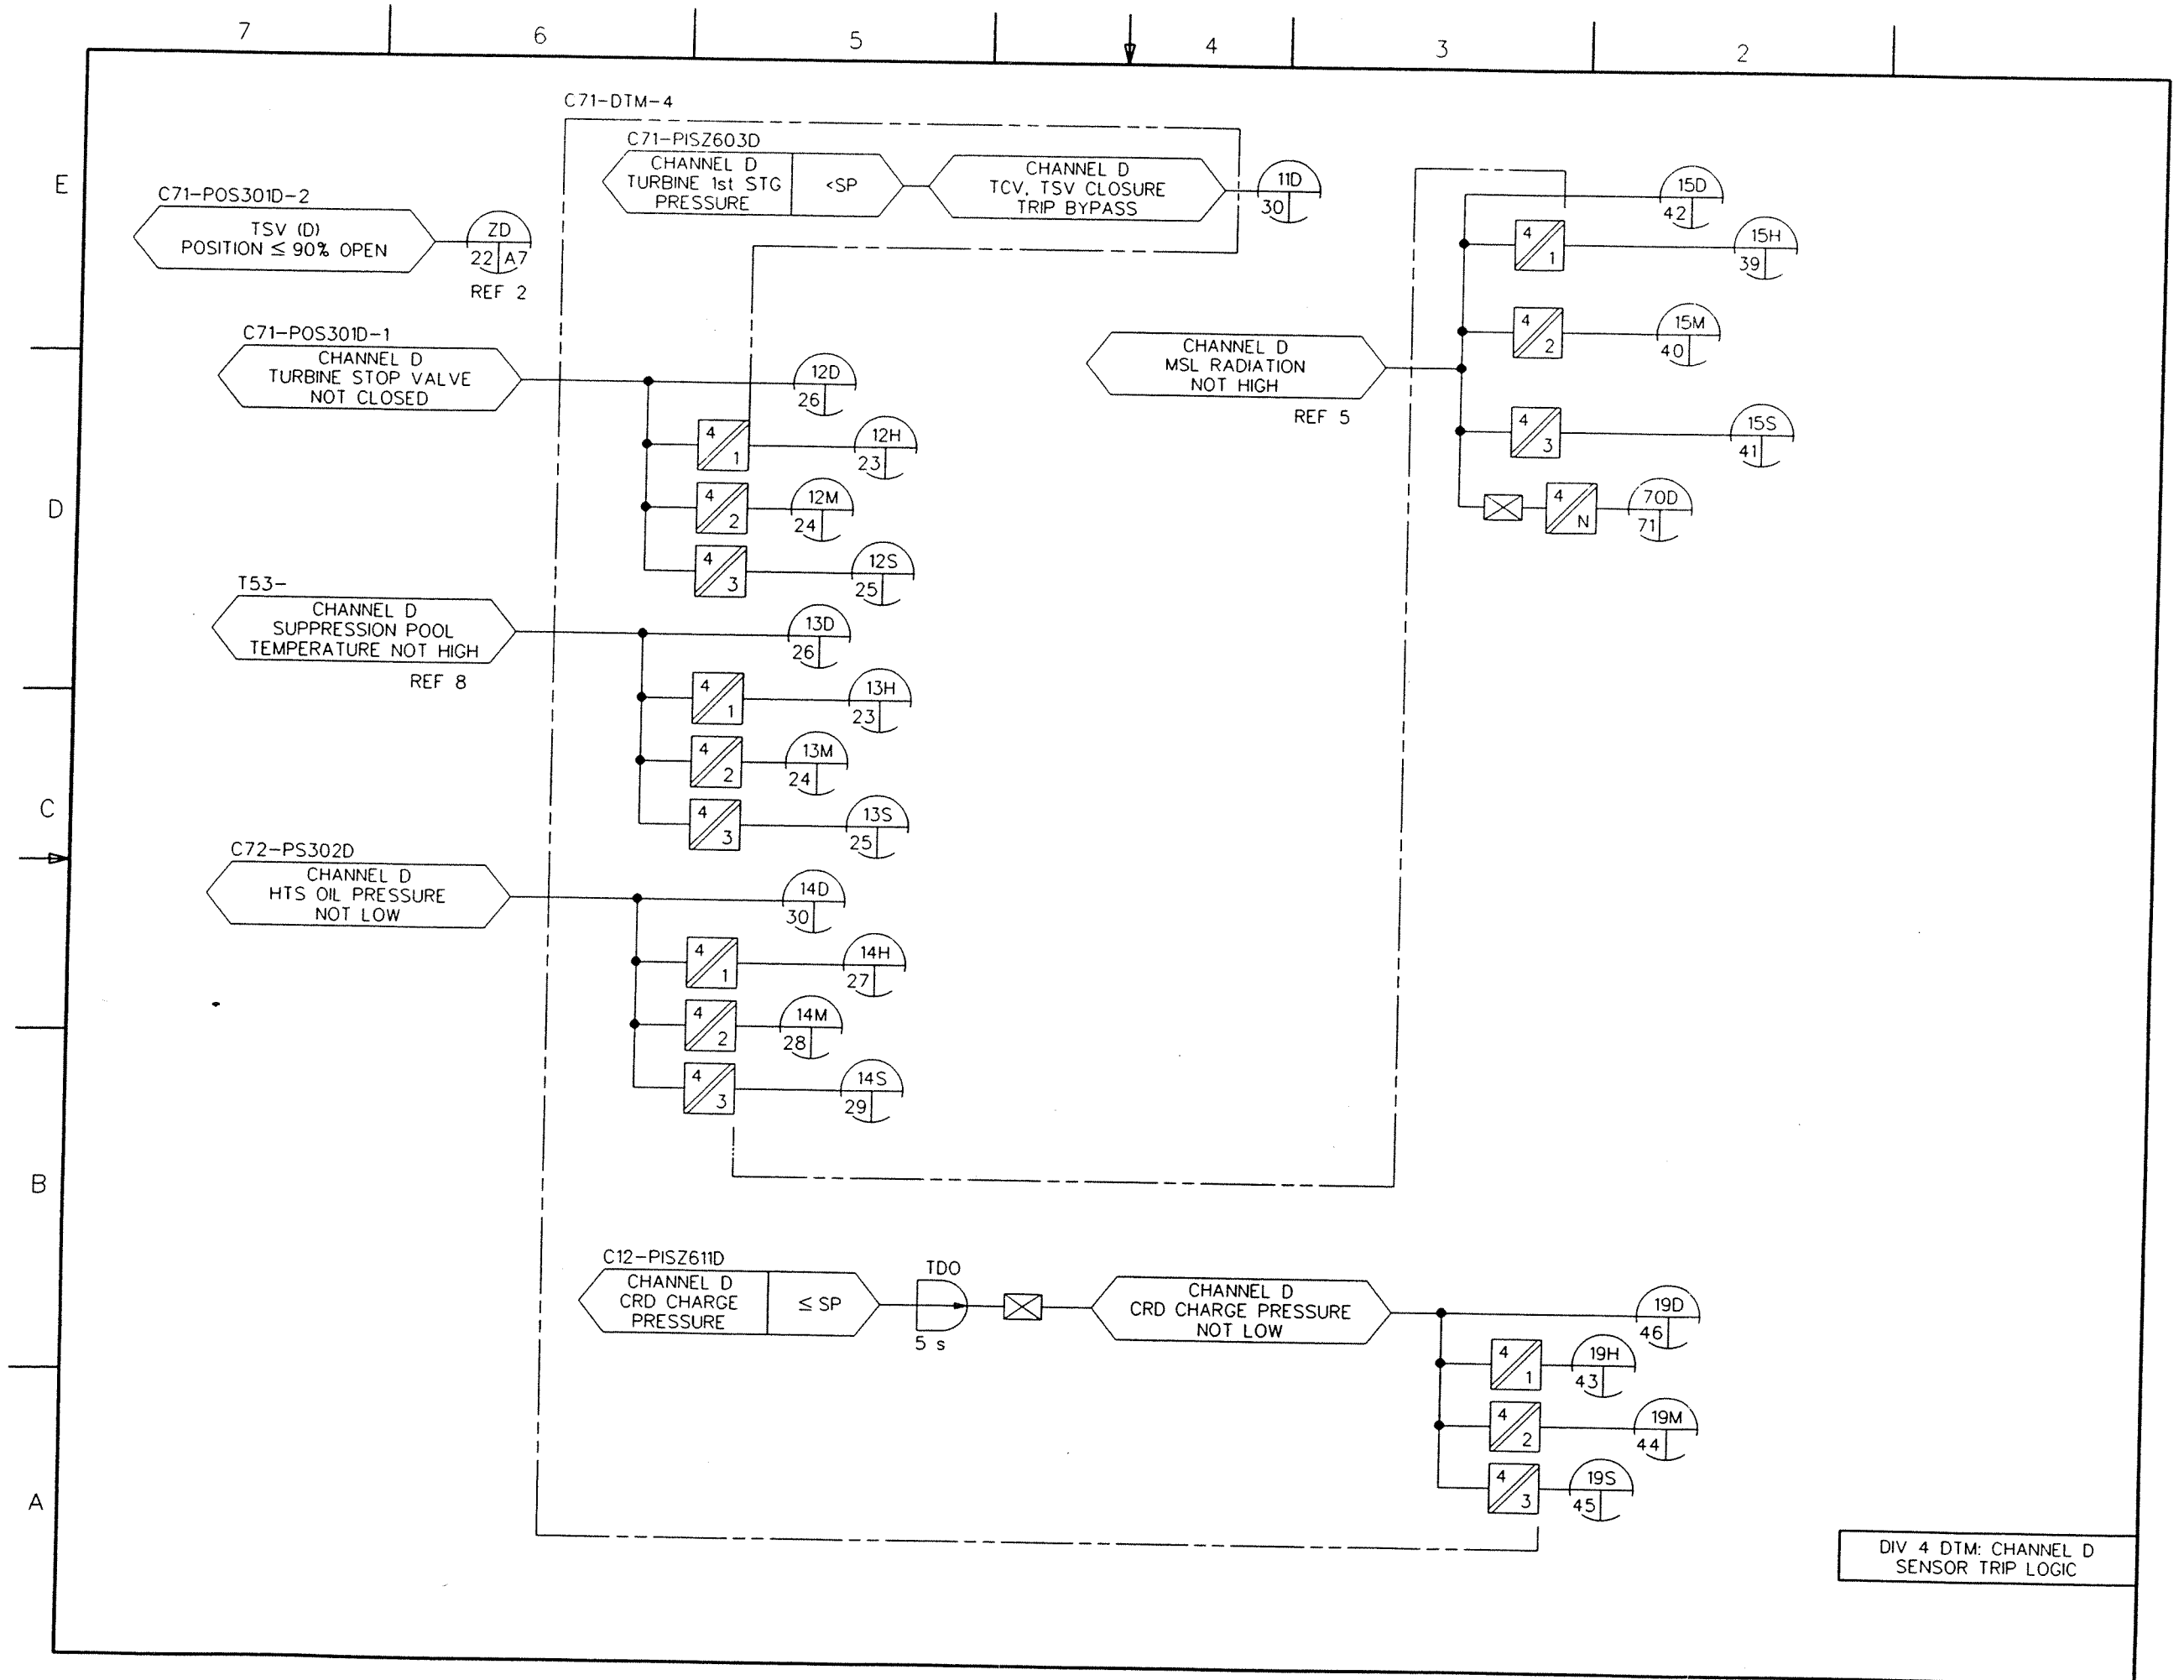 7
6
5
4
3
2
E
D
C
B
A
C71-DTM-4
C71-PISZ603D
CHANNEL D
TURBINE 1st STG
PRESSURE
<SP
CHANNEL D
TCV, TSV CLOSURE
TRIP BYPASS
11D
30
C71-POS301D-2
TSV (D)
POSITION ≤ 90% OPEN
ZD
22 A7
REF 2
C71-POS301D-1
CHANNEL D
TURBINE STOP VALVE
NOT CLOSED
12D
26
4
1
12H
23
4
2
12M
24
4
3
12S
25
T53-
CHANNEL D
SUPPRESSION POOL
TEMPERATURE NOT HIGH
REF 8
13D
26
4
1
13H
23
4
2
13M
24
4
3
13S
25
C72-PS302D
CHANNEL D
HTS OIL PRESSURE
NOT LOW
14D
30
4
1
14H
27
4
2
14M
28
4
3
14S
29
CHANNEL D
MSL RADIATION
NOT HIGH
REF 5
15D
42
4
1
15H
39
4
2
15M
40
4
3
15S
41
4
N
70D
71
C12-PISZ611D
CHANNEL D
CRD CHARGE
PRESSURE
≤ SP
TDO
5 s
CHANNEL D
CRD CHARGE PRESSURE
NOT LOW
19D
46
4
1
19H
43
4
2
19M
44
4
3
19S
45
DIV 4 DTM: CHANNEL D
SENSOR TRIP LOGIC